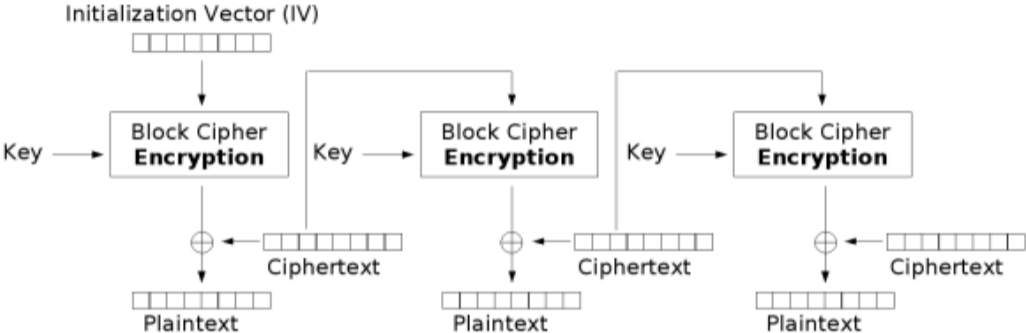 Initialization Vector (IV)
Key
Block Cipher
Encryption
Key
Block Cipher
Encryption
Key
Block Cipher
Encryption
Ciphertext
Ciphertext
Ciphertext
Plaintext
Plaintext
Plaintext